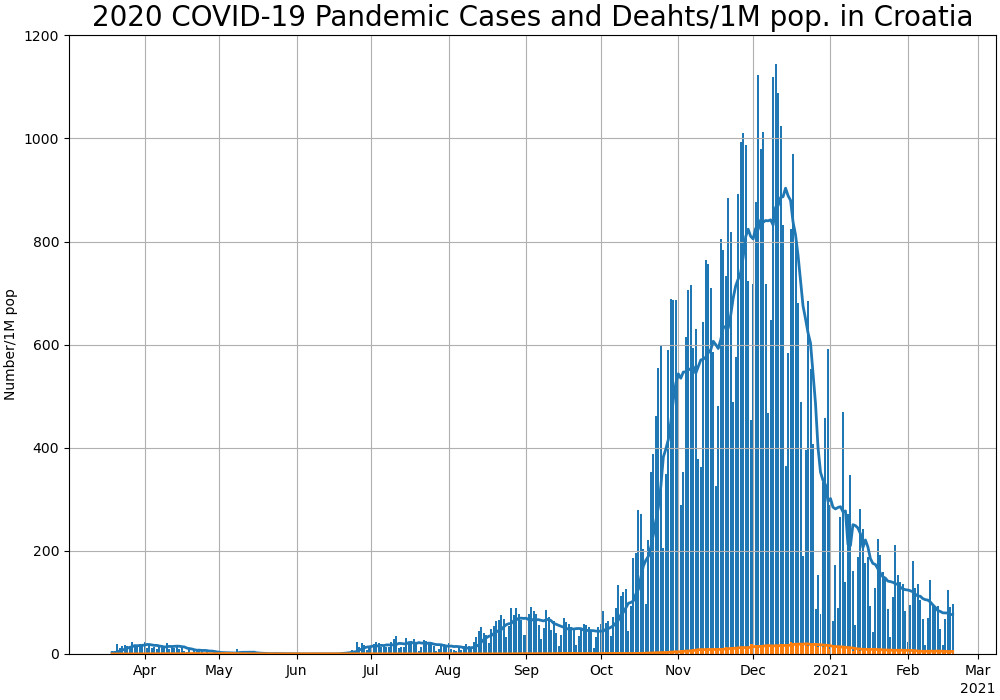 2020 COVID-19 Pandemic Cases and Deahts/1M pop. in Croatia
Number/1M pop
1200
1000
800
600
400
200
0
Apr May Jun Jul Aug Sep Oct Nov Dec 2021 Feb Mar
2021